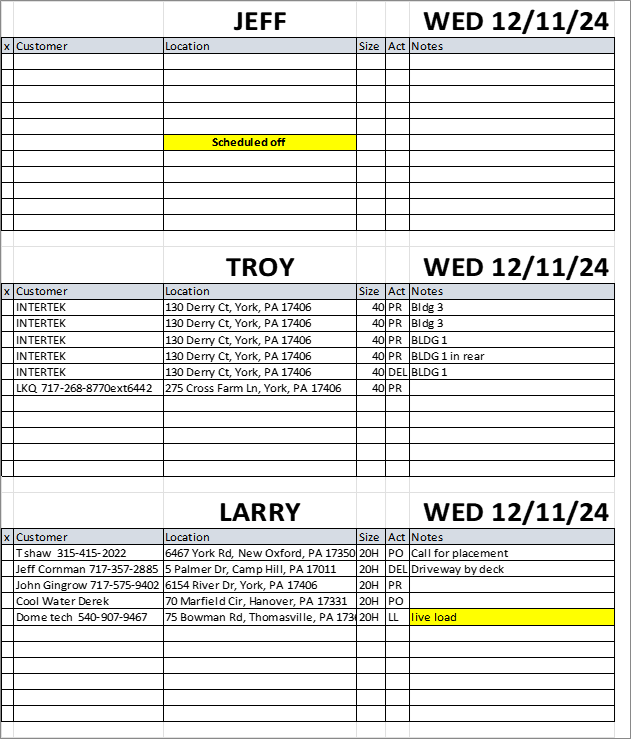 JEFF WED 12/11/24
x Customer Location Size Act Notes
Scheduled off
TROY WED 12/11/24
x Customer Location Size Act Notes
INTERTEK 130 Derry Ct, York, PA 17406 40 PR Bldg 3
INTERTEK 130 Derry Ct, York, PA 17406 40 PR Bldg 3
INTERTEK 130 Derry Ct, York, PA 17406 40 PR BLDG 1
INTERTEK 130 Derry Ct, York, PA 17406 40 PR BLDG 1 in rear
INTERTEK 130 Derry Ct, York, PA 17406 40 DEL BLDG 1
LKQ 717-268-8770ext6442 275 Cross Farm Ln, York, PA 17406 40 PR
LARRY WED 12/11/24
x Customer Location Size Act Notes
T shaw 315-415-2022 6467 York Rd, New Oxford, PA 17350 20H PO Call for placement
Jeff Cornman 717-357-2885 5 Palmer Dr, Camp Hill, PA 17011 20H DEL Driveway by deck
John Gingrow 717-575-9402 6154 River Dr, York, PA 17406 20H PR
Cool Water Derek 70 Marfield Cir, Hanover, PA 17331 20H PO
Dome tech 540-907-9467 75 Bowman Rd, Thomasville, PA 1736 20H LL live load